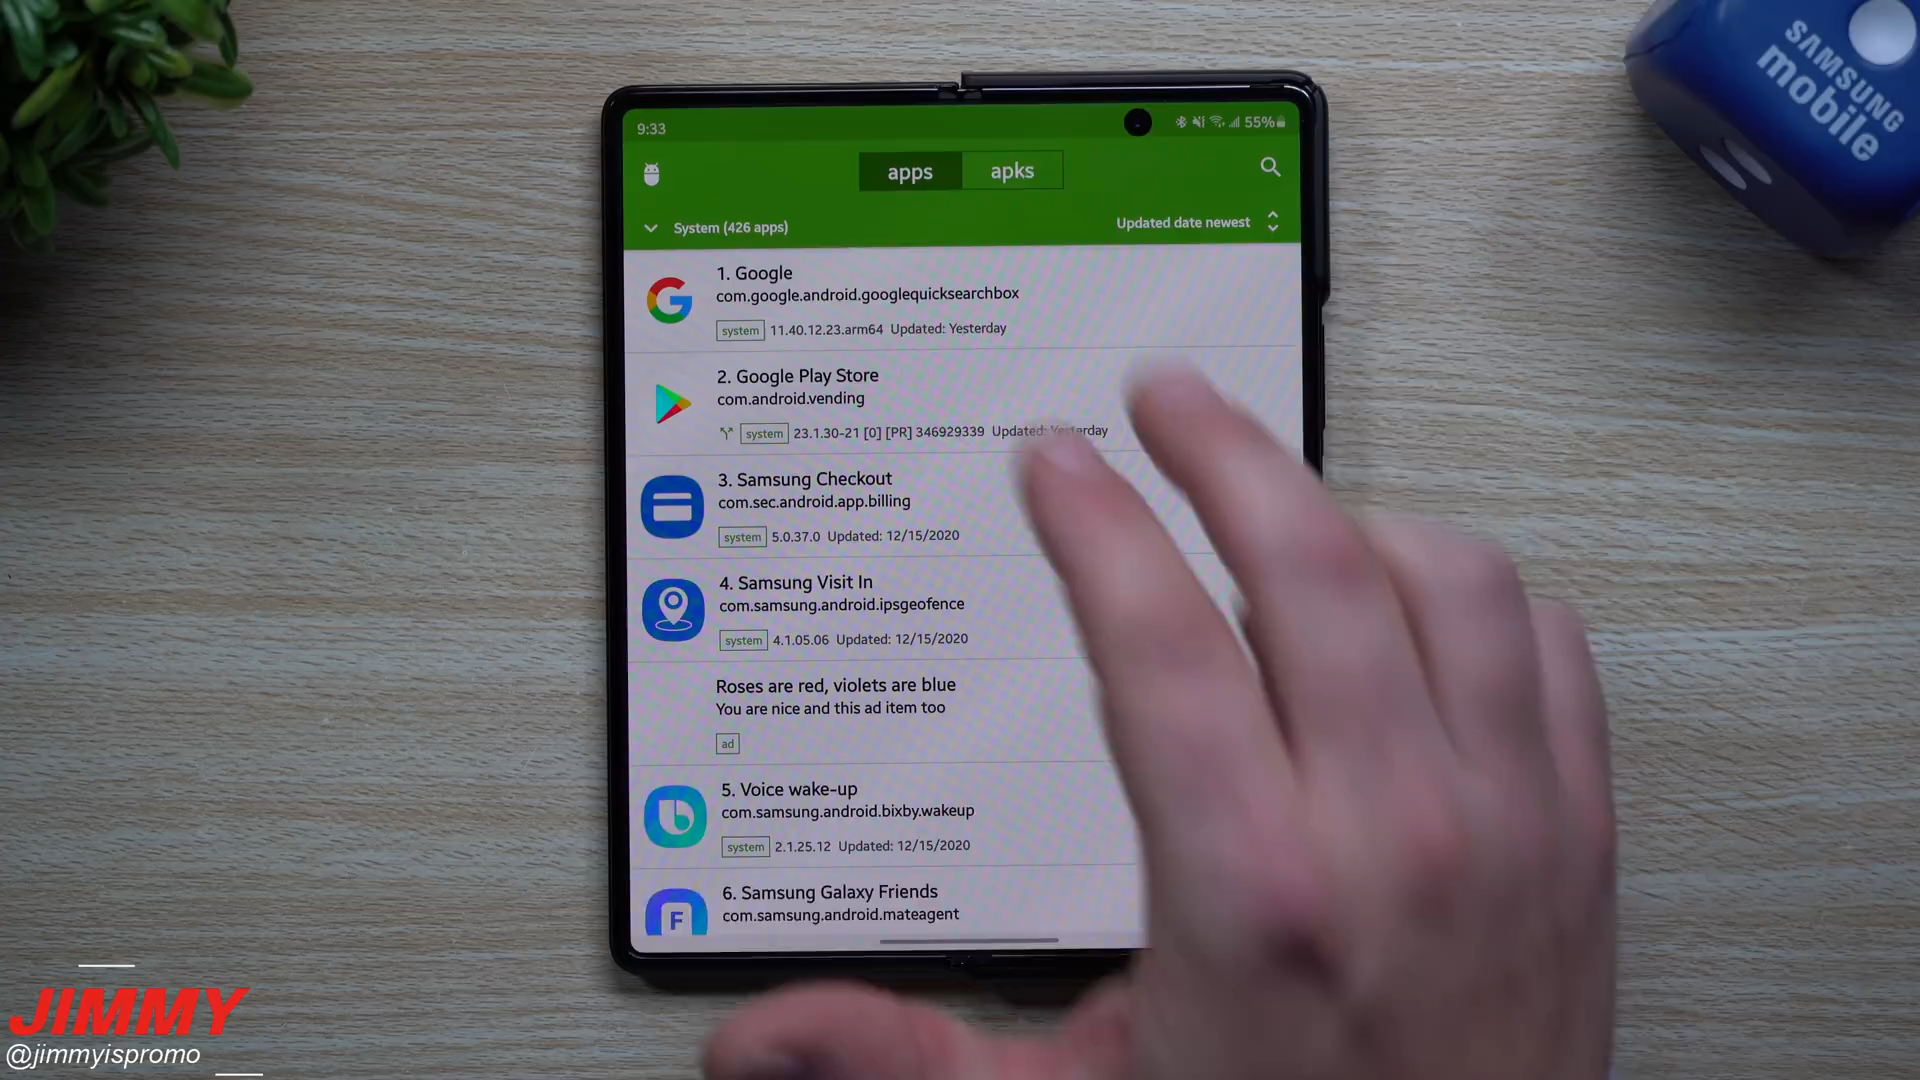 SAMSUNG
mobile
9:33
55%
apps
apks
System (426 apps)
Updated date newest
1. Google
com.google.android.googlequicksearchbox
system 11.40.12.23.arm64 Updated: Yesterday
2. Google Play Store
com.android.vending
system 23.1.30-21 [0] [PR] 346929339 Updated: Yesterday
3. Samsung Checkout
com.sec.android.app.billing
system 5.0.37.0 Updated: 12/15/2020
4. Samsung Visit In
com.samsung.android.ipsgeofence
system 4.1.05.06 Updated: 12/15/2020
Roses are red, violets are blue
You are nice and this ad item too
ad
5. Voice wake-up
com.samsung.android.bixby.wakeup
system 2.1.25.12 Updated: 12/15/2020
6. Samsung Galaxy Friends
com.samsung.android.mateagent
JIMMY
@jimmyispromo